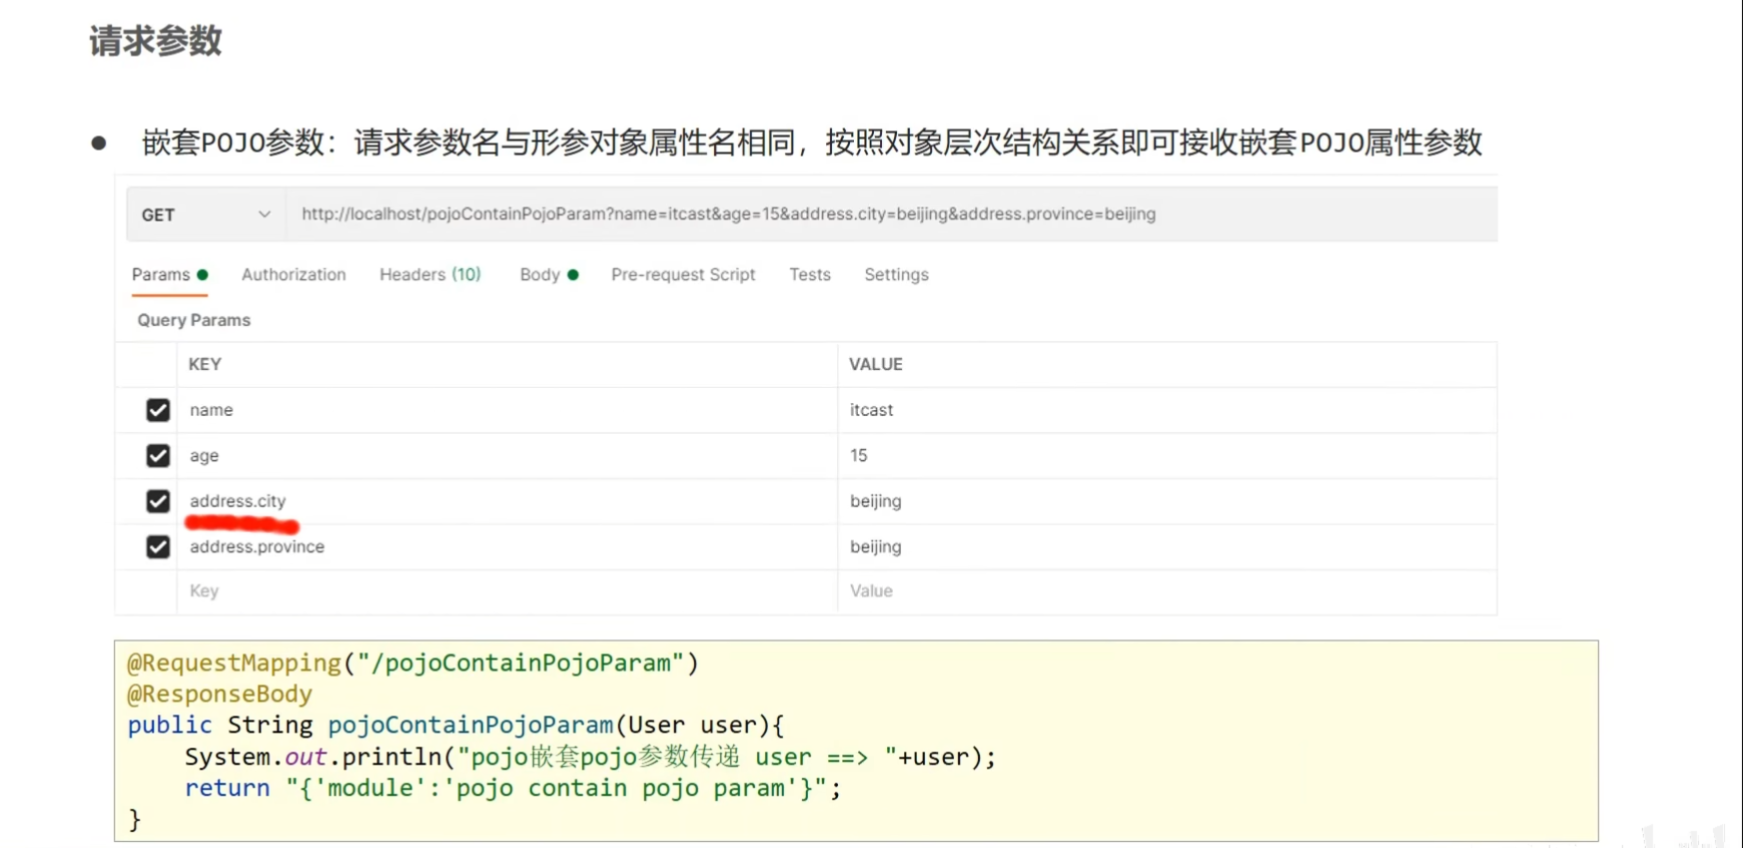 请求参数
● 嵌套POJO参数：请求参数名与形参对象属性名相同，按照对象层次结构关系即可接收嵌套POJO属性参数
GET http://localhost/pojoContainPojoParam?name=itcast&age=15&address.city=beijing&address.province=beijing
Params Authorization Headers (10) Body Pre-request Script Tests Settings
Query Params
KEY VALUE
name itcast
age 15
address.city beijing
address.province beijing
Key Value
@RequestMapping("/pojoContainPojoParam")
@ResponseBody
public String pojoContainPojoParam(User user){
    System.out.println("pojo嵌套pojo参数传递 user ==> "+user);
    return "{'module':'pojo contain pojo param'}";
}